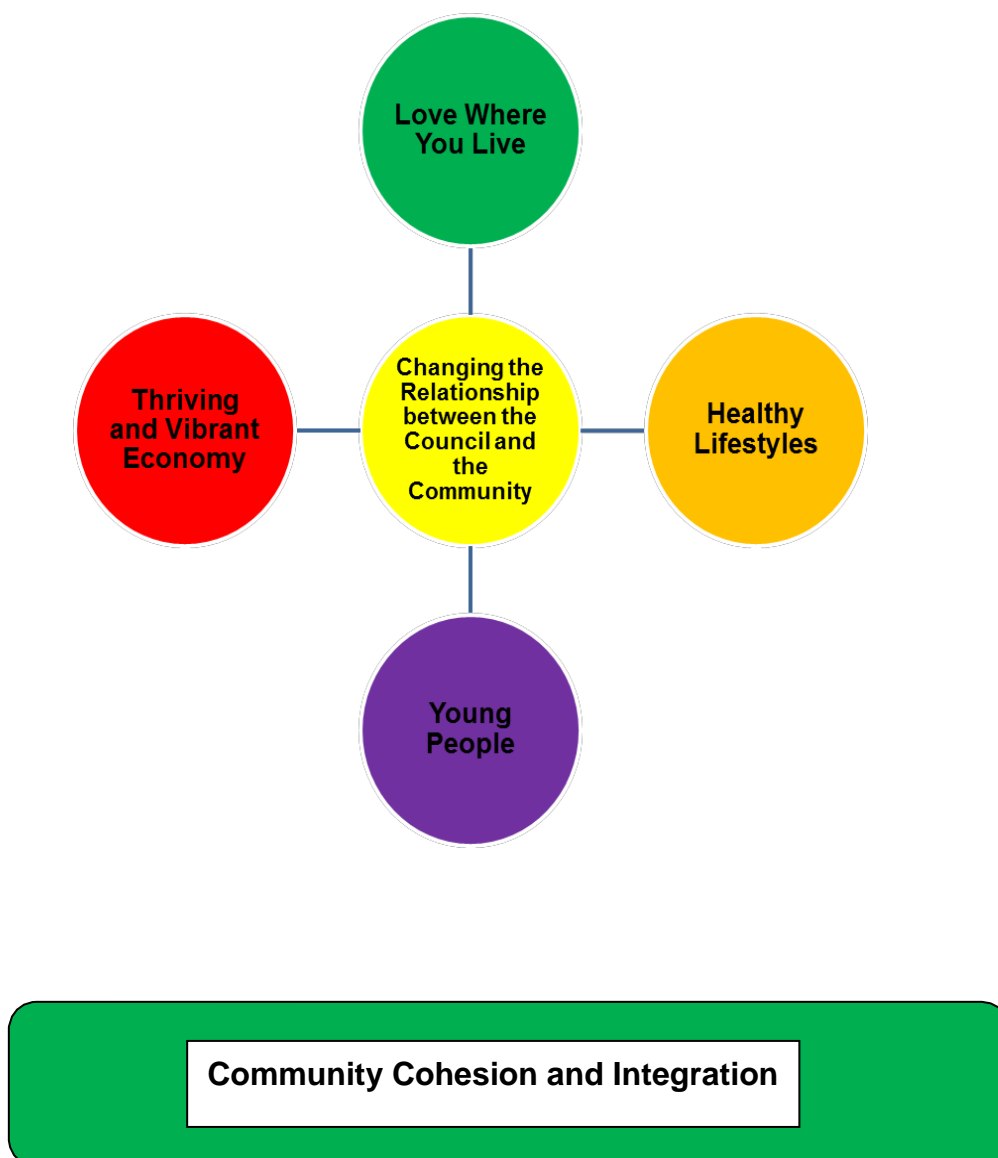 Love Where
You Live
Thriving
and Vibrant
Economy
Changing the
Relationship
between the
Council and
the
Community
Healthy
Lifestyles
Young
People
Community Cohesion and Integration